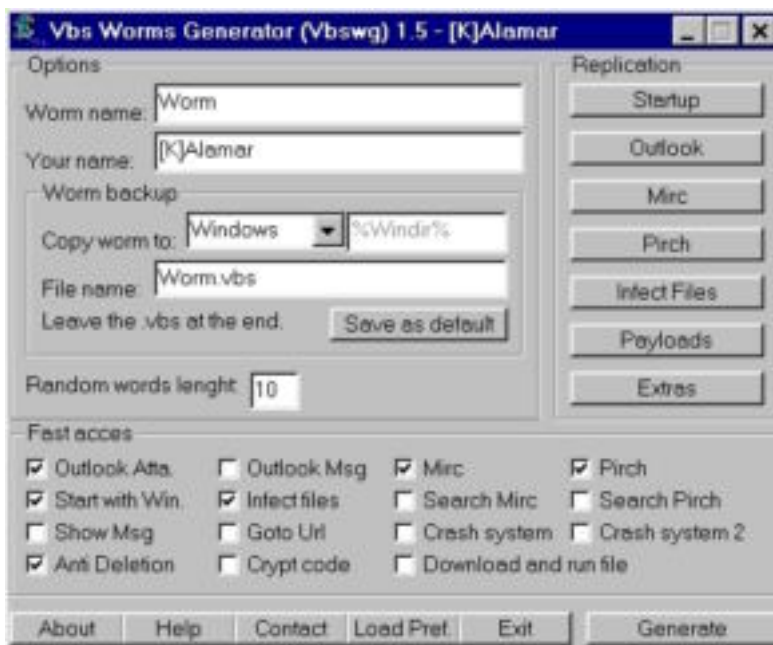 Vbs Worms Generator (Vbswg) 1.5 - [K]Alamar
Options
Worm name: Worm
Your name: [K]Alamar
Worm backup
Copy worm to: Windows %Windir%
File name: Worm.vbs
Leave the .vbs at the end. Save as default
Random words lenght: 10
Replication
Startup
Outlook
Mirc
Pirch
Infect Files
Payloads
Extras
Fast acces
Outlook Atta. Outlook Msg Mirc Pirch
Start with Win. Infect files Search Mirc Search Pirch
Show Msg Goto Url Crash system Crash system 2
Anti Deletion Crypt code Download and run file
About Help Contact Load Pref. Exit Generate